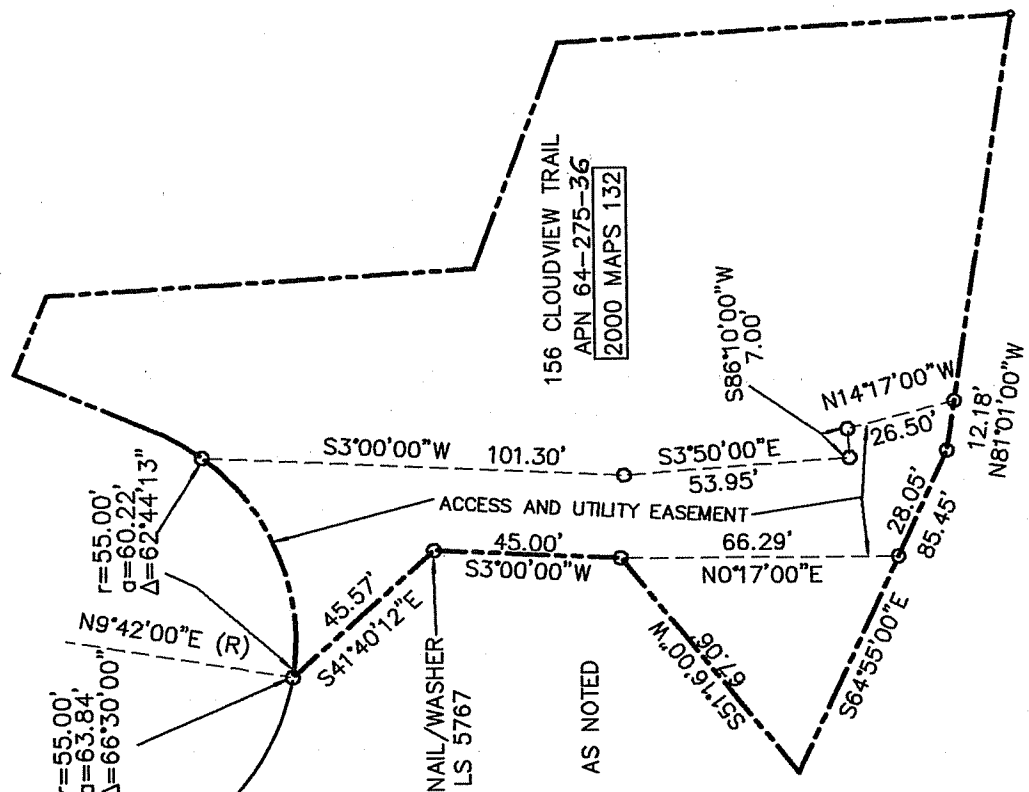 156 CLOUDVIEW TRAIL
APN 64-275-36
2000 MAPS 132
S86°10'00"W
7.00'
N14°17'00"W
26.50'
S3°00'00"W 101.30'
S3°50'00"E
53.95'
ACCESS AND UTILITY EASEMENT
r=55.00'
a=60.22'
Δ=62°44'13"
N9°42'00"E (R)
r=55.00'
a=63.84'
Δ=66°30'00"
45.57'
S41°40'12"E
45.00'
S3°00'00"W
66.29'
N0°17'00"E
NAIL/WASHER
LS 5767
AS NOTED
S51°16'00"W
67.06'
S64°55'00"E
28.05'
85.45'
12.18'
N81°01'00"W